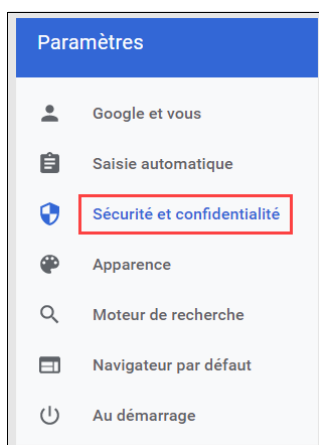 Paramètres
Google et vous
Saisie automatique
Sécurité et confidentialité
Apparence
Moteur de recherche
Navigateur par défaut
Au démarrage